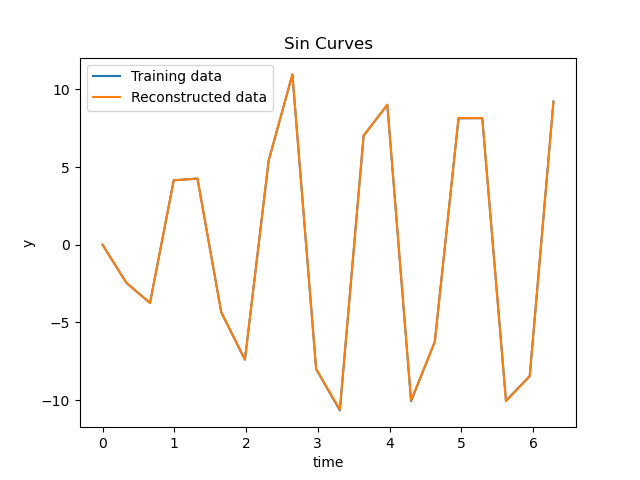 Sin Curves
Training data
Reconstructed data
10
5
0
−5
−10
y
0 1 2 3 4 5 6
time